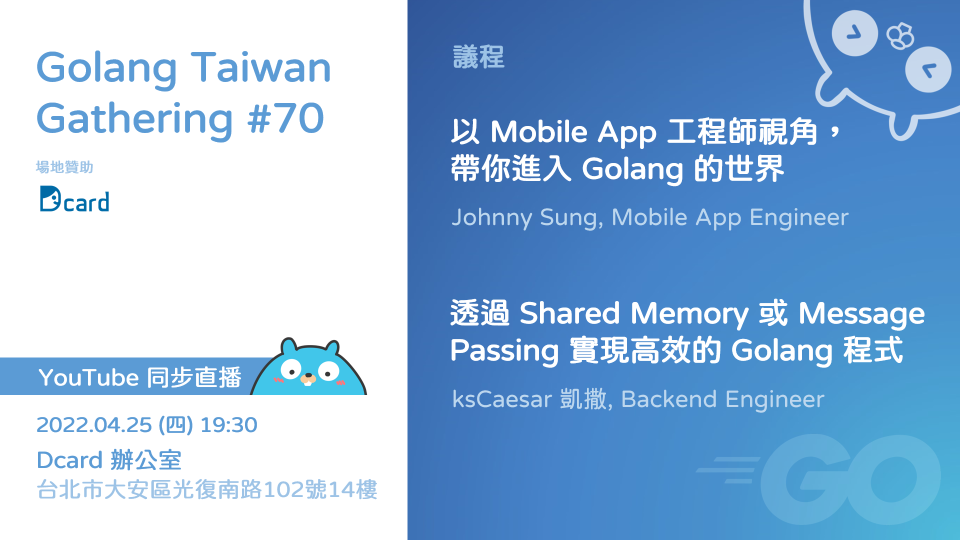 Golang Taiwan
Gathering #70
場地贊助
Dcard
YouTube 同步直播
2022.04.25 (四) 19:30
Dcard 辦公室
台北市大安區光復南路102號14樓
議程
以 Mobile App 工程師視角，
帶你進入 Golang 的世界
Johnny Sung, Mobile App Engineer
透過 Shared Memory 或 Message
Passing 實現高效的 Golang 程式
ksCaesar 凱撒, Backend Engineer
GO